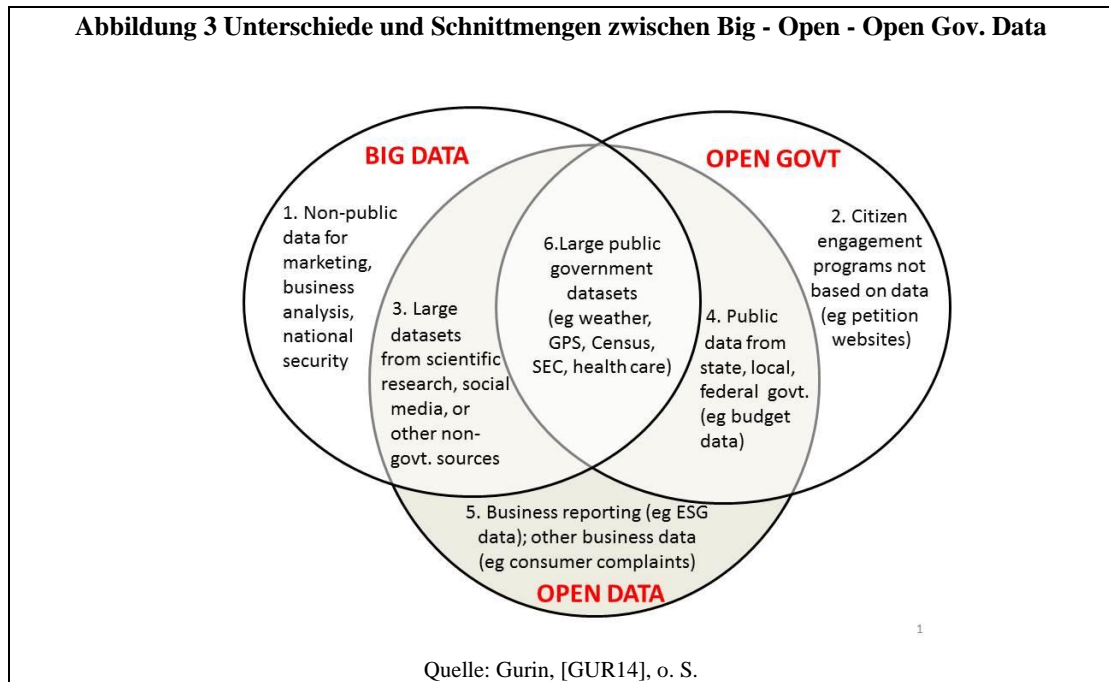 Abbildung 3 Unterschiede und Schnittmengen zwischen Big - Open - Open Gov. Data
BIG DATA
OPEN GOVT
1. Non-public
data for
marketing,
business
analysis,
national
security
2. Citizen
engagement
programs not
based on data
(eg petition
websites)
3. Large
datasets
from scientific
research, social
media, or
other non-
govt. sources
6.Large public
government
datasets
(eg weather,
GPS, Census,
SEC, health care)
4. Public
data from
state, local,
federal govt.
(eg budget
data)
5. Business reporting (eg ESG
data); other business data
(eg consumer complaints)
OPEN DATA
1
Quelle: Gurin, [GUR14], o. S.